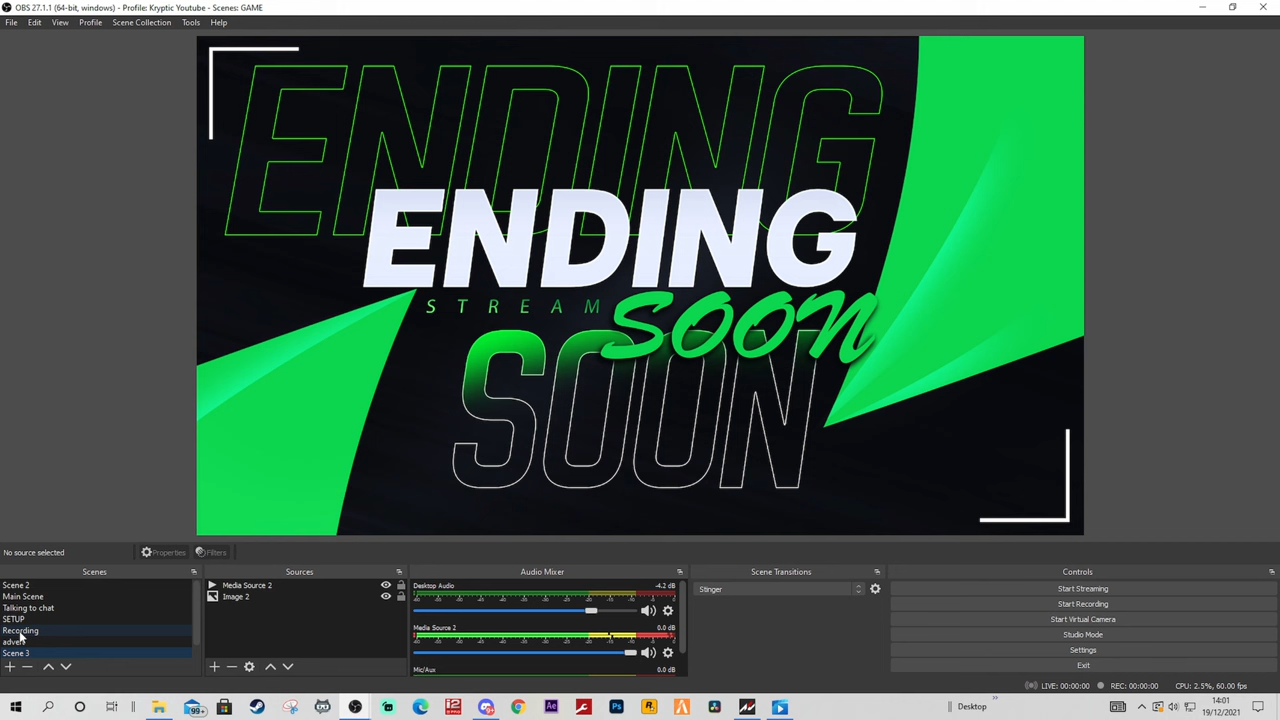 OBS 27.1.1 (64-bit, windows) - Profile: Kryptic Youtube - Scenes: GAME
File Edit View Profile Scene Collection Tools Help
ENDING
ENDING
STREAM SOON
SOON
No source selected Properties Filters
Scenes Sources Audio Mixer Scene Transitions Controls
Scene 2
Main Scene
Talking to chat
SETUP
Recording
advert
Scene 3
Media Source 2
Image 2
Desktop Audio -4.2 dB
Media Source 2 0.0 dB
Mic/Aux 0.0 dB
Stinger
Start Streaming
Start Recording
Start Virtual Camera
Studio Mode
Settings
Exit
LIVE: 00:00:00 REC: 00:00:00 CPU: 2.5%, 60.00 fps
99+ Desktop 14:01
19/12/2021